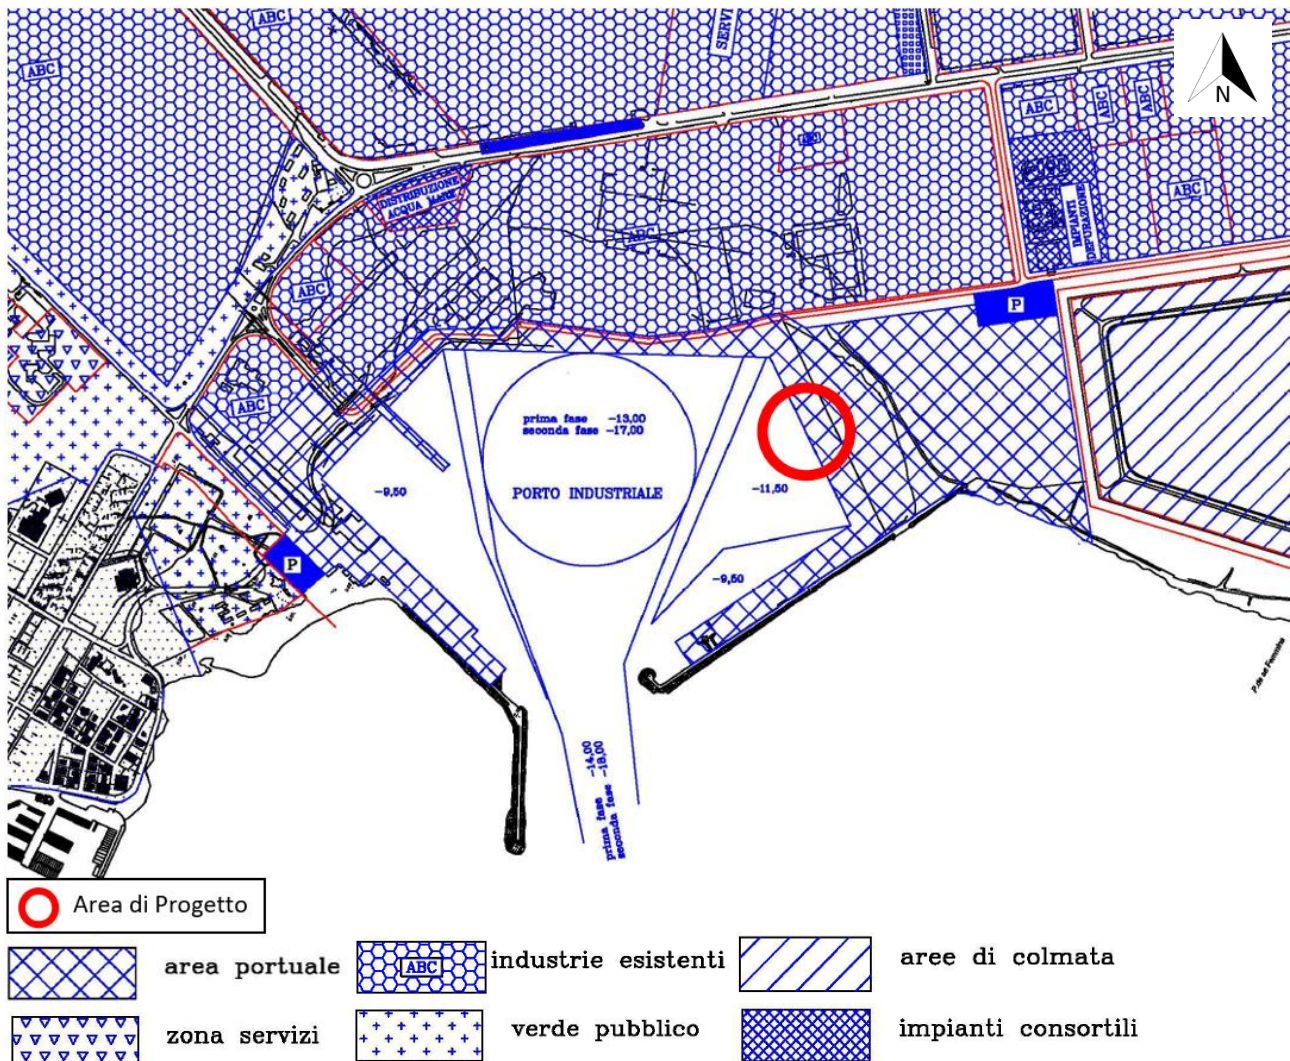 ABC
SERVI
ABC
N
ABC
ABC
ABC
DISTRIBUZIONE
ACQUA MARE
ABC
ABC
IMPIANTI
DEPURAZIONE
ABC
ABC
P
ABC
prima fase -13,00
seconda fase -17,00
-9,50
PORTO INDUSTRIALE
-11,50
P
-9,50
prima fase -14,00
seconda fase -18,00
Area di Progetto
area portuale
ABC
industrie esistenti
aree di colmata
zona servizi
verde pubblico
impianti consortili